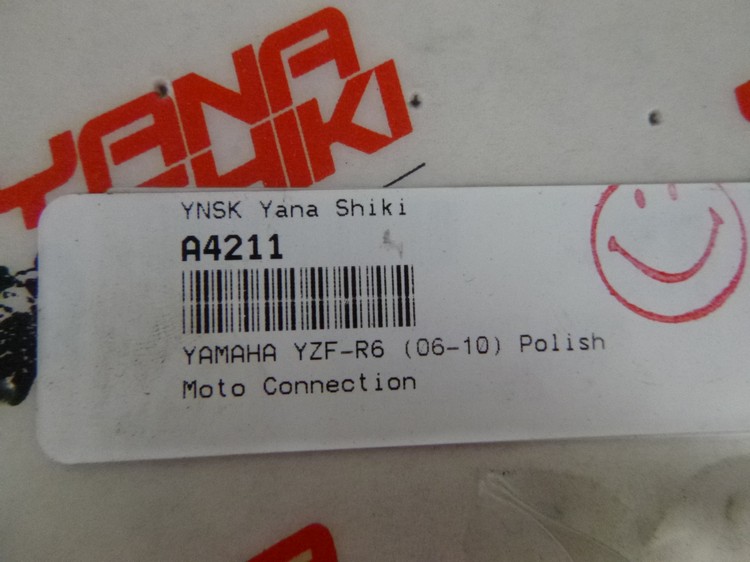 YANA
SHIKI
YNSK Yana Shiki
A4211
YAMAHA YZF-R6 (06-10) Polish
Moto Connection